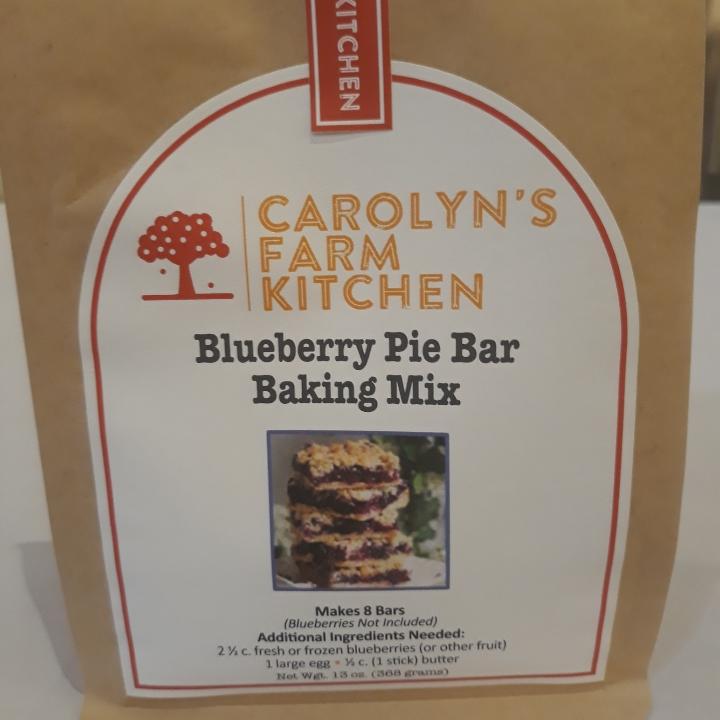 KITCHEN
CAROLYN'S
FARM
KITCHEN
Blueberry Pie Bar
Baking Mix
Makes 8 Bars
(Blueberries Not Included)
Additional Ingredients Needed:
2 ½ c. fresh or frozen blueberries (or other fruit)
1 large egg • ½ c. (1 stick) butter
Net Wgt. 13 oz. (368 grams)